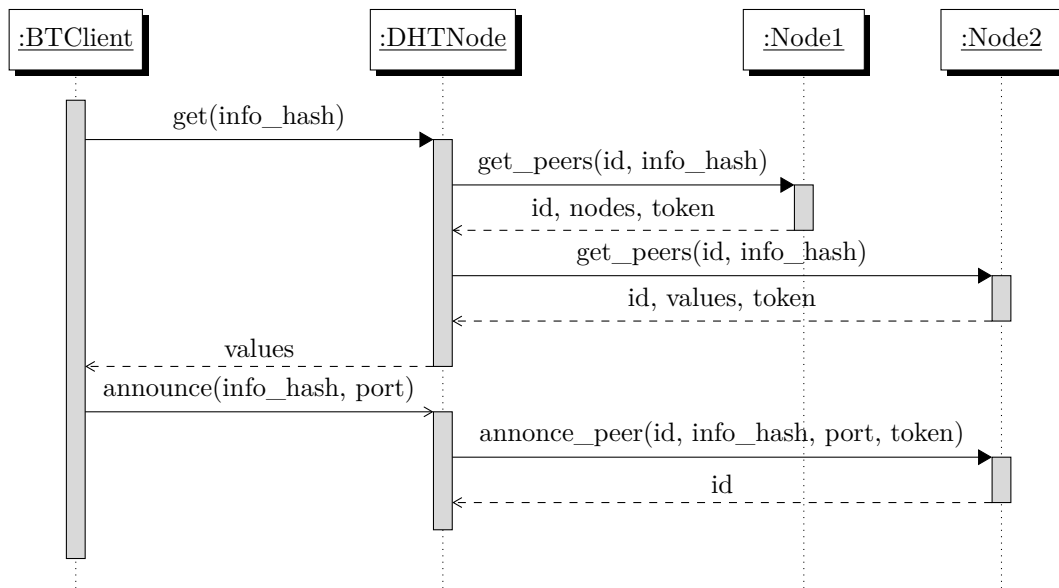 :BTClient
:DHTNode
:Node1
:Node2
get(info_hash)
get_peers(id, info_hash)
id, nodes, token
get_peers(id, info_hash)
id, values, token
values
announce(info_hash, port)
annonce_peer(id, info_hash, port, token)
id